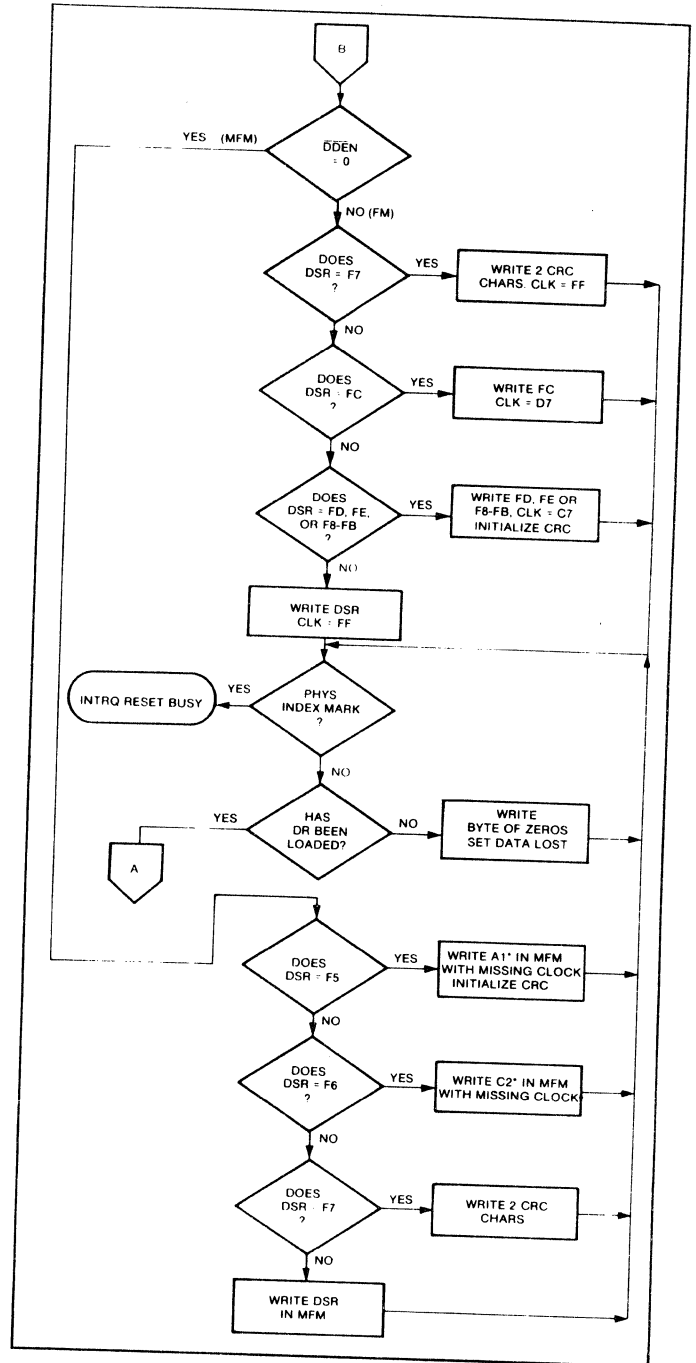 B
YES (MFM)
DDEN
= 0
NO (FM)
DOES
DSR = F7
?
YES
WRITE 2 CRC
CHARS. CLK = FF
NO
DOES
DSR = FC
?
YES
WRITE FC
CLK = D7
NO
DOES
DSR = FD, FE,
OR F8-FB
?
YES
WRITE FD, FE OR
F8-FB, CLK = C7
INITIALIZE CRC
NO
WRITE DSR
CLK = FF
INTRQ RESET BUSY
YES
PHYS
INDEX MARK
?
NO
YES
HAS
DR BEEN
LOADED?
NO
WRITE
BYTE OF ZEROS
SET DATA LOST
A
DOES
DSR = F5
YES
WRITE A1* IN MFM
WITH MISSING CLOCK
INITIALIZE CRC
NO
DOES
DSR = F6
?
YES
WRITE C2* IN MFM
WITH MISSING CLOCK
NO
DOES
DSR = F7
?
YES
WRITE 2 CRC
CHARS
NO
WRITE DSR
IN MFM